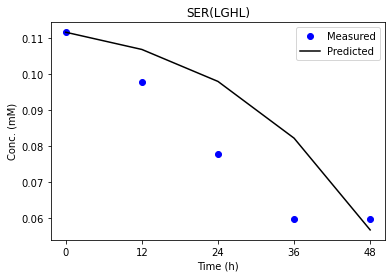 SER(LGHL)
Measured
Predicted
Conc. (mM)
0.11
0.10
0.09
0.08
0.07
0.06
0 12 24 36 48
Time (h)